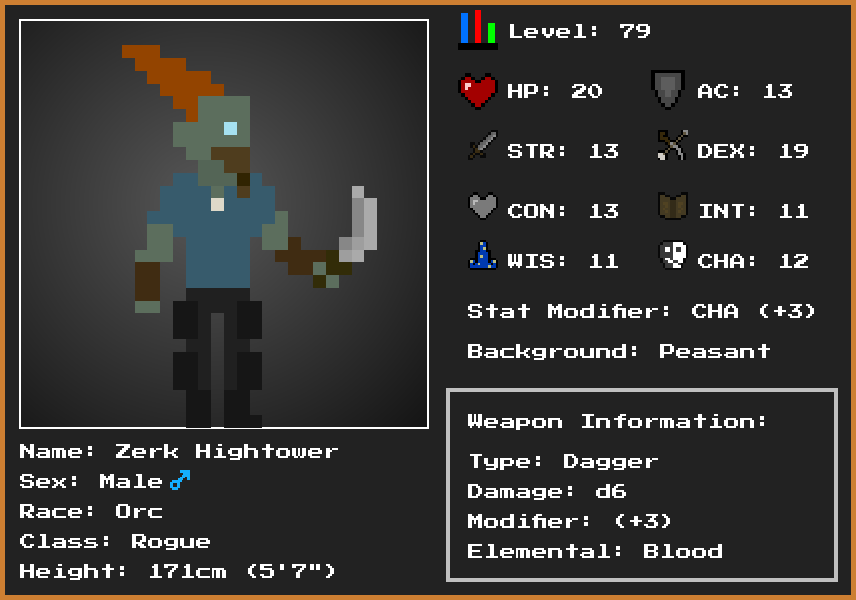 Level: 79
HP: 20 AC: 13
STR: 13 DEX: 19
CON: 13 INT: 11
WIS: 11 CHA: 12
Stat Modifier: CHA (+3)
Background: Peasant
Weapon Information:
Type: Dagger
Damage: d6
Modifier: (+3)
Elemental: Blood
Name: Zerk Hightower
Sex: Male ♂
Race: Orc
Class: Rogue
Height: 171cm (5'7")